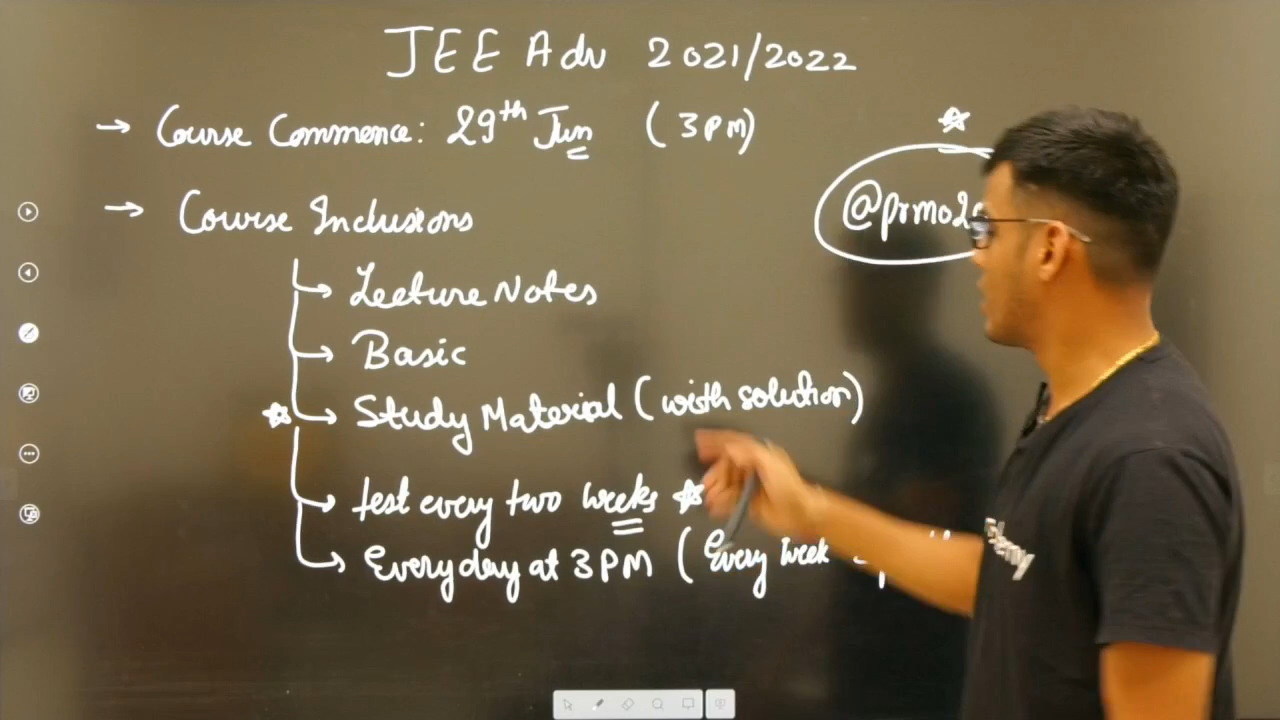 JEE Adv 2021/2022
→ Course Commence: 29th Jun (3PM)
@prmo2
→ Course Inclusions
Lecture Notes
Basic
Study Material (with solution)
test every two weeks
Everyday at 3PM (Every week